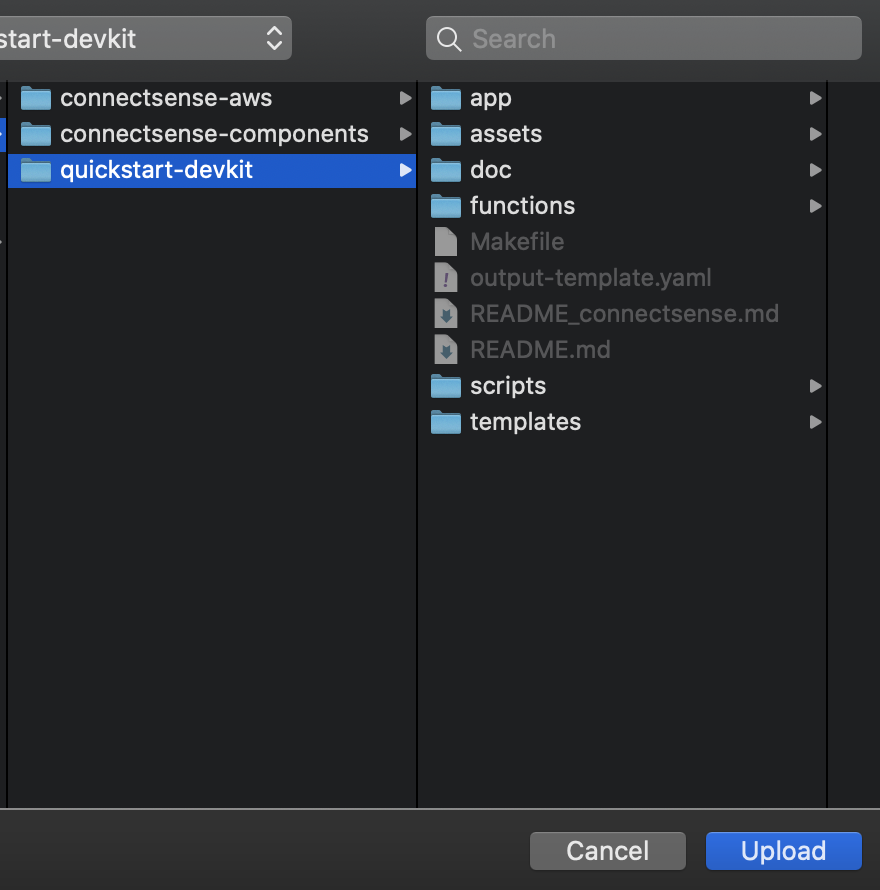 start-devkit
Search
connectsense-aws
connectsense-components
quickstart-devkit
app
assets
doc
functions
Makefile
output-template.yaml
README_connectsense.md
README.md
scripts
templates
Cancel
Upload